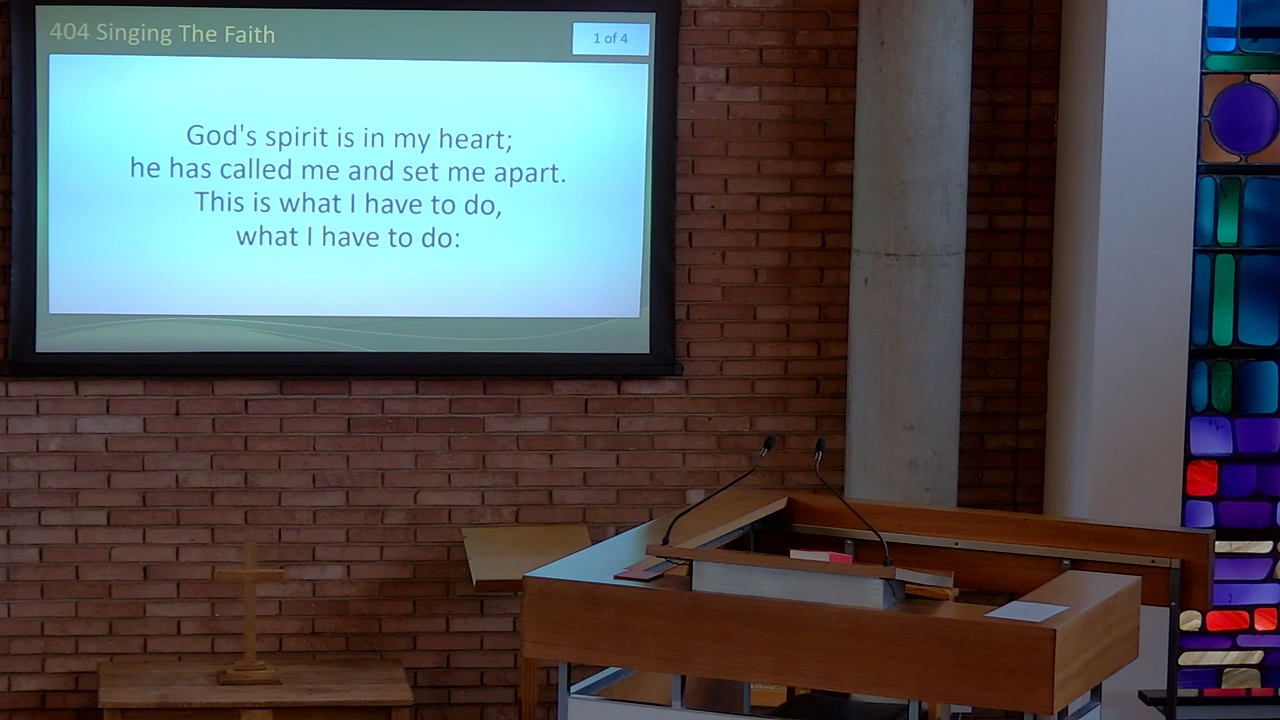 404 Singing The Faith
1 of 4
God's spirit is in my heart;
he has called me and set me apart.
This is what I have to do,
what I have to do: